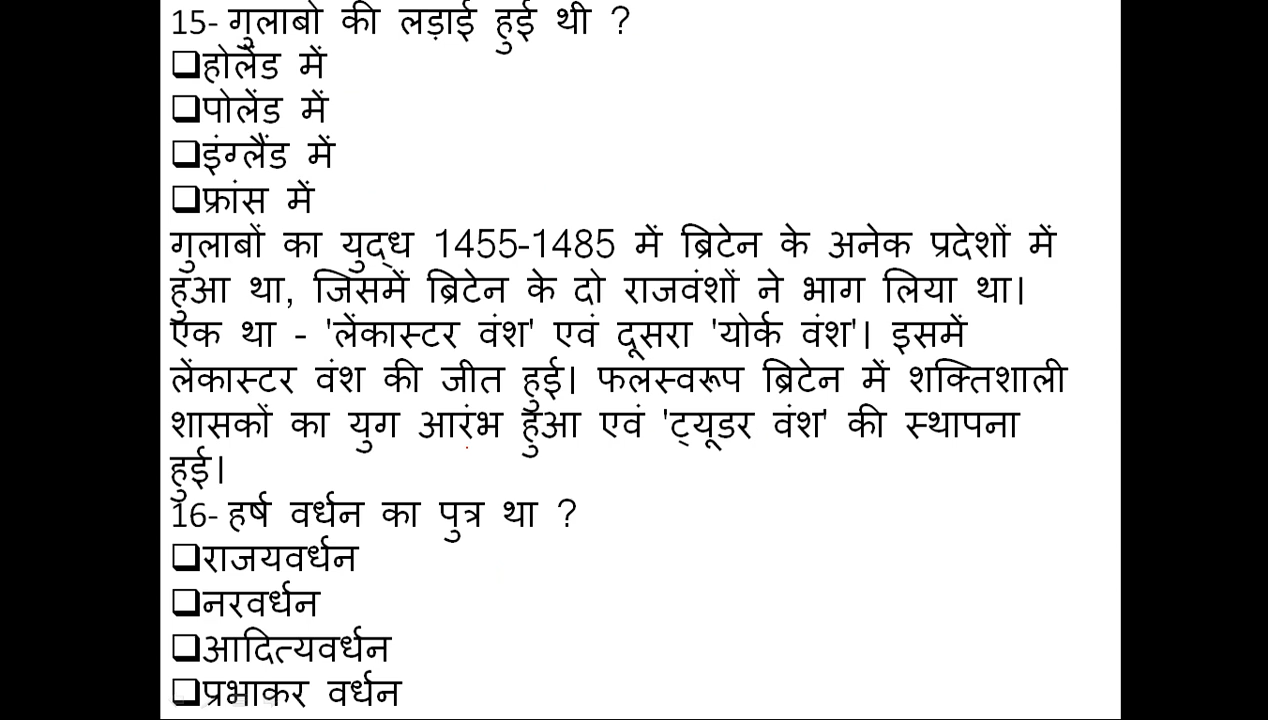 15- गुलाबो की लड़ाई हुई थी ?
❑होलैंड में
❑पोलेंड में
❑इंग्लैंड में
❑फ्रांस में
गुलाबों का युद्ध 1455-1485 में ब्रिटेन के अनेक प्रदेशों में
हुआ था, जिसमें ब्रिटेन के दो राजवंशों ने भाग लिया था।
एक था - 'लेंकास्टर वंश' एवं दूसरा 'योर्क वंश'। इसमें
लेंकास्टर वंश की जीत हुई। फलस्वरूप ब्रिटेन में शक्तिशाली
शासकों का युग आरंभ हुआ एवं 'ट्यूडर वंश' की स्थापना
हुई।
16- हर्ष वर्धन का पुत्र था ?
❑राजयवर्धन
❑नरवर्धन
❑आदित्यवर्धन
❑प्रभाकर वर्धन